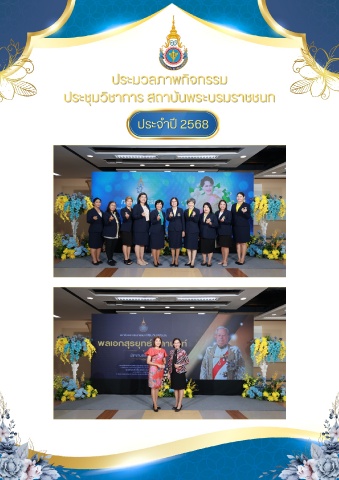 ประมวลภาพกิจกรรม
ประชุมวิชาการ สถาบันพระบรมราชชนก
ประจำปี 2568
พลเอกสุรยุทธ์